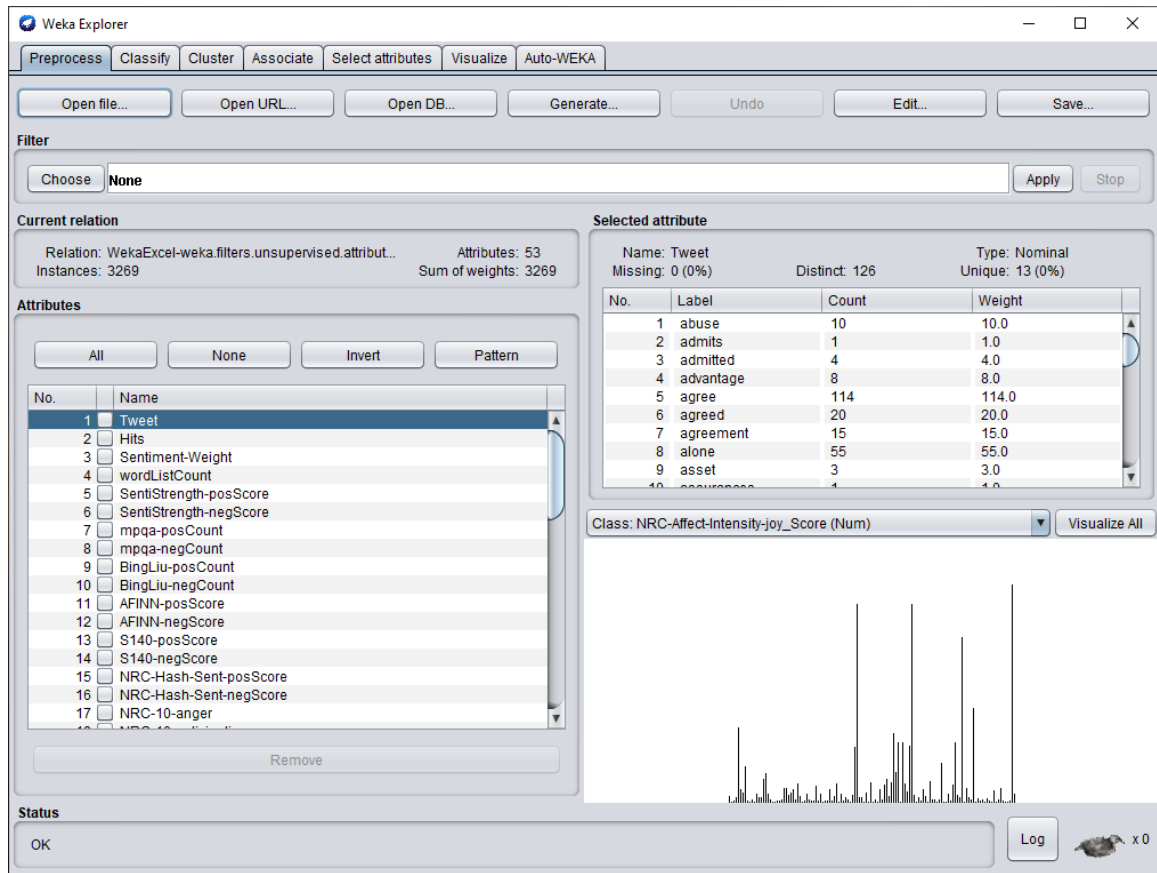 Weka Explorer
Preprocess Classify Cluster Associate Select attributes Visualize Auto-WEKA
Open file... Open URL... Open DB... Generate... Undo Edit... Save...
Filter
Choose None Apply Stop
Current relation
Relation: WekaExcel-weka.filters.unsupervised.attribut... Attributes: 53
Instances: 3269 Sum of weights: 3269
Attributes
All None Invert Pattern
No. Name
1 Tweet
2 Hits
3 Sentiment-Weight
4 wordListCount
5 SentiStrength-posScore
6 SentiStrength-negScore
7 mpqa-posCount
8 mpqa-negCount
9 BingLiu-posCount
10 BingLiu-negCount
11 AFINN-posScore
12 AFINN-negScore
13 S140-posScore
14 S140-negScore
15 NRC-Hash-Sent-posScore
16 NRC-Hash-Sent-negScore
17 NRC-10-anger
Remove
Selected attribute
Name: Tweet Type: Nominal
Missing: 0 (0%) Distinct: 126 Unique: 13 (0%)
No. Label Count Weight
1 abuse 10 10.0
2 admits 1 1.0
3 admitted 4 4.0
4 advantage 8 8.0
5 agree 114 114.0
6 agreed 20 20.0
7 agreement 15 15.0
8 alone 55 55.0
9 asset 3 3.0
Class: NRC-Affect-Intensity-joy_Score (Num) Visualize All
Status
OK
Log x 0